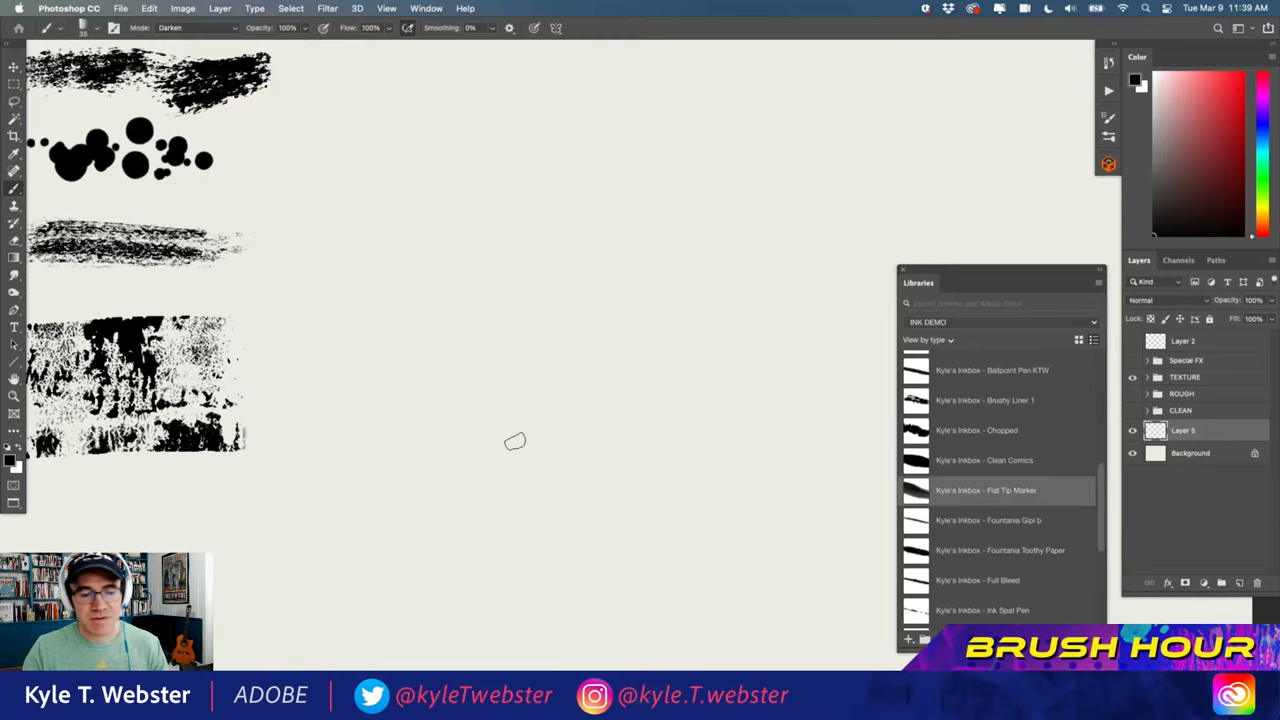 Photoshop CC File Edit Image Layer Type Select Filter 3D View Window Help
Tue Mar 9 11:39 AM
35 Mode: Darken Opacity: 100% Flow: 100% Smoothing: 0%
Color
Libraries
INK DEMO
View by type
Kyle's Inkbox - Ballpoint Pen KTW
Kyle's Inkbox - Brushy Liner 1
Kyle's Inkbox - Chopped
Kyle's Inkbox - Clean Comics
Kyle's Inkbox - Flat Tip Marker
Kyle's Inkbox - Fountania Gipi b
Kyle's Inkbox - Fountania Toothy Paper
Kyle's Inkbox - Full Bleed
Kyle's Inkbox - Ink Spat Pen
Layers Channels Paths
Kind
Normal Opacity: 100%
Lock: Fill: 100%
Layer 2
Special FX
TEXTURE
ROUGH
CLEAN
Layer 5
Background
BRUSH HOUR
Kyle T. Webster | ADOBE | @kyleTwebster @kyle.T.webster